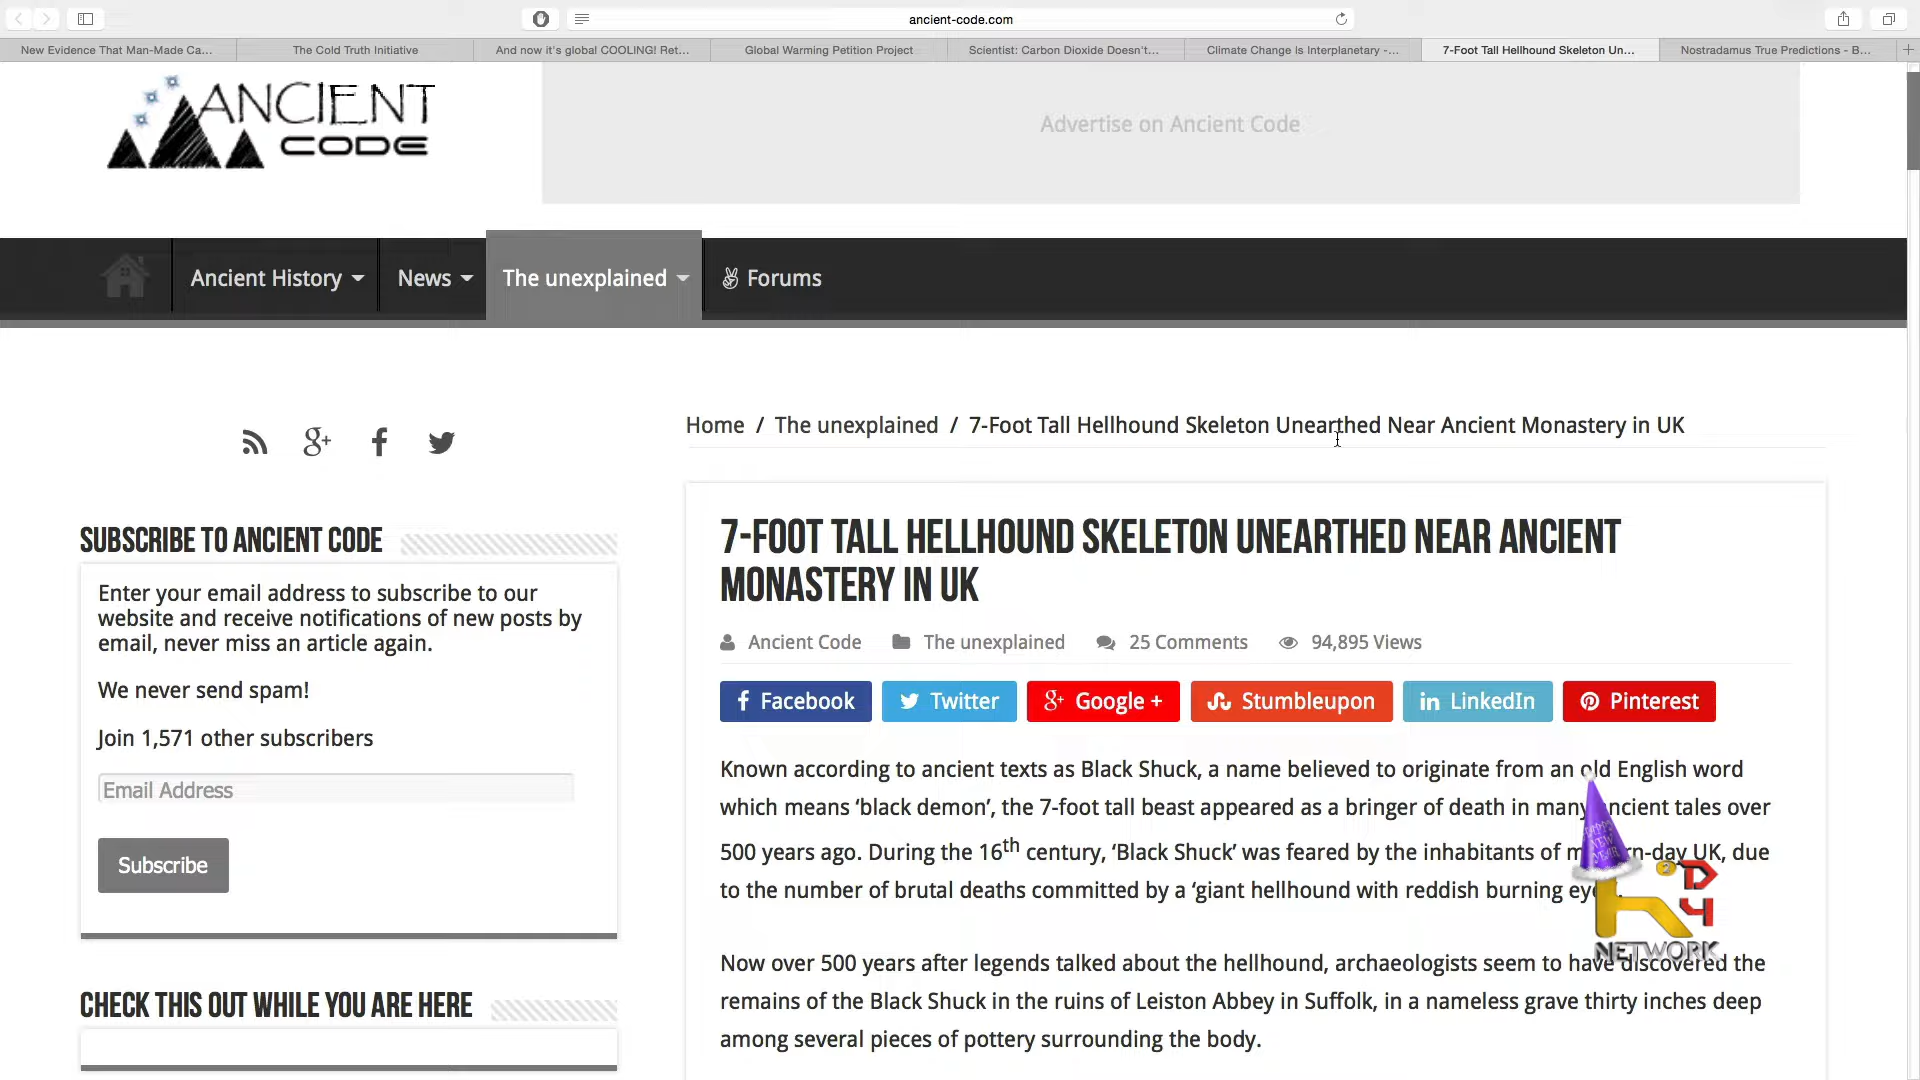 ancient-code.com
New Evidence That Man-Made Ca...
The Cold Truth Initiative
And now it's global COOLING! Ret...
Global Warming Petition Project
Scientist: Carbon Dioxide Doesn't...
Climate Change Is Interplanetary -...
7-Foot Tall Hellhound Skeleton Un...
Nostradamus True Predictions - B...
ANCIENT
CODE
Advertise on Ancient Code
Ancient History
News
The unexplained
Forums
Home / The unexplained / 7-Foot Tall Hellhound Skeleton Unearthed Near Ancient Monastery in UK
SUBSCRIBE TO ANCIENT CODE
Enter your email address to subscribe to our
website and receive notifications of new posts by
email, never miss an article again.
We never send spam!
Join 1,571 other subscribers
Email Address
Subscribe
CHECK THIS OUT WHILE YOU ARE HERE
7-FOOT TALL HELLHOUND SKELETON UNEARTHED NEAR ANCIENT
MONASTERY IN UK
Ancient Code
The unexplained
25 Comments
94,895 Views
Facebook
Twitter
Google +
Stumbleupon
LinkedIn
Pinterest
Known according to ancient texts as Black Shuck, a name believed to originate from an old English word
which means ‘black demon’, the 7-foot tall beast appeared as a bringer of death in many ancient tales over
500 years ago. During the 16th century, ‘Black Shuck’ was feared by the inhabitants of modern-day UK, due
to the number of brutal deaths committed by a ‘giant hellhound with reddish burning
Now over 500 years after legends talked about the hellhound, archaeologists seem to have discovered the
remains of the Black Shuck in the ruins of Leiston Abbey in Suffolk, in a nameless grave thirty inches deep
among several pieces of pottery surrounding the body.
HAPPY
NEW
YEAR
h 2 D
4
NETWORK